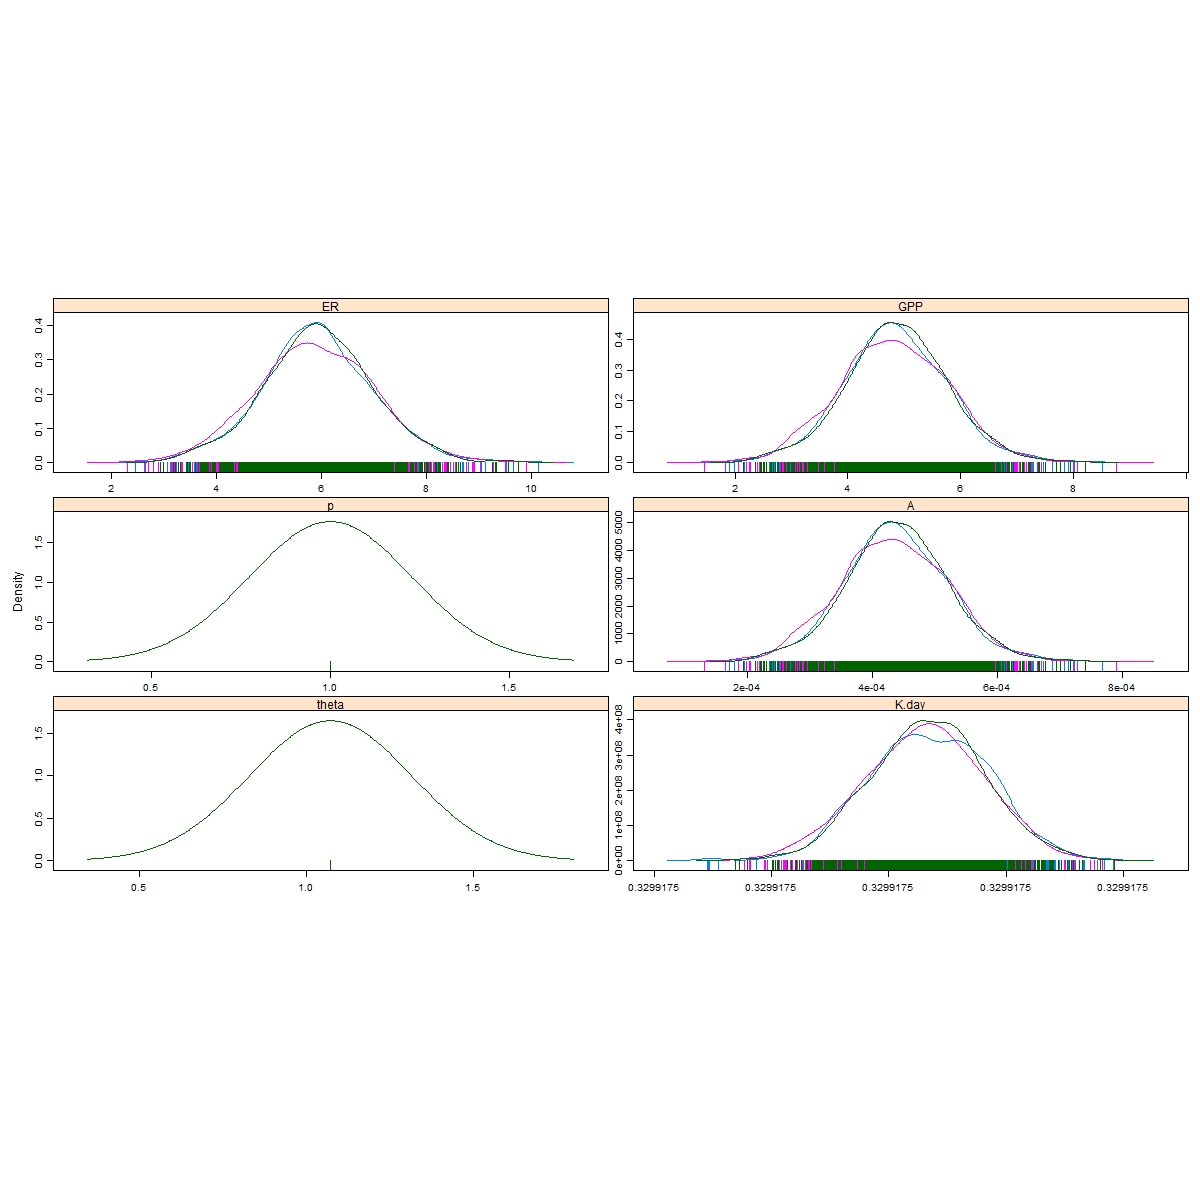 ER
0.0 0.1 0.2 0.3 0.4
2 4 6 8 10
GPP
0.0 0.1 0.2 0.3 0.4
2 4 6 8
Density
p
0.0 0.5 1.0 1.5
0.5 1.0 1.5
A
0 1000 2000 3000 4000 5000
2e-04 4e-04 6e-04 8e-04
theta
0.0 0.5 1.0 1.5
0.5 1.0 1.5
K.day
0e+00 1e+08 2e+08 3e+08 4e+08
0.3299175 0.3299175 0.3299175 0.3299175 0.3299175